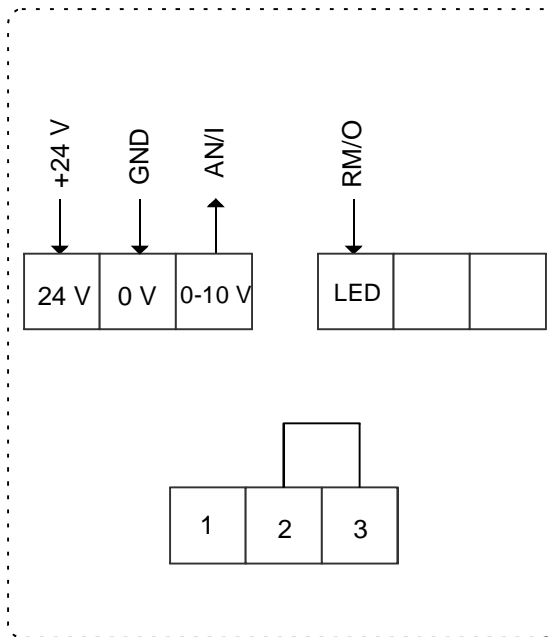 +24 V
GND
AN/I
RM/O
24 V
0 V
0-10 V
LED
1
2
3